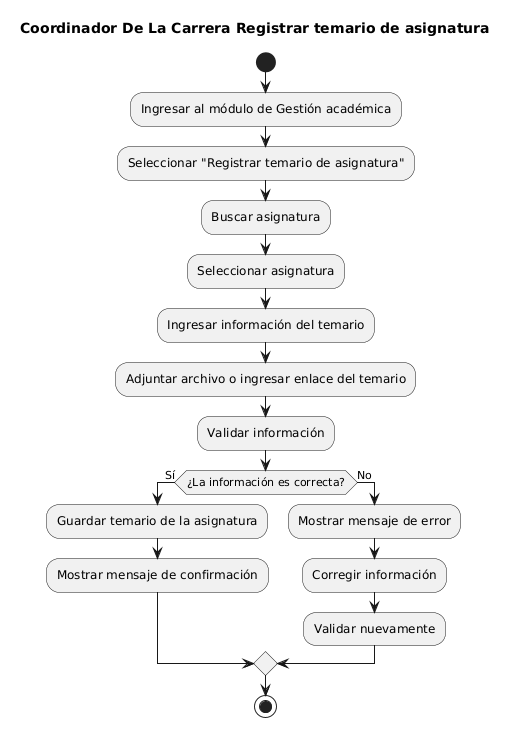 Coordinador De La Carrera Registrar temario de asignatura
Ingresar al módulo de Gestión académica
Seleccionar "Registrar temario de asignatura"
Buscar asignatura
Seleccionar asignatura
Ingresar información del temario
Adjuntar archivo o ingresar enlace del temario
Validar información
Sí
¿La información es correcta?
No
Guardar temario de la asignatura
Mostrar mensaje de error
Mostrar mensaje de confirmación
Corregir información
Validar nuevamente